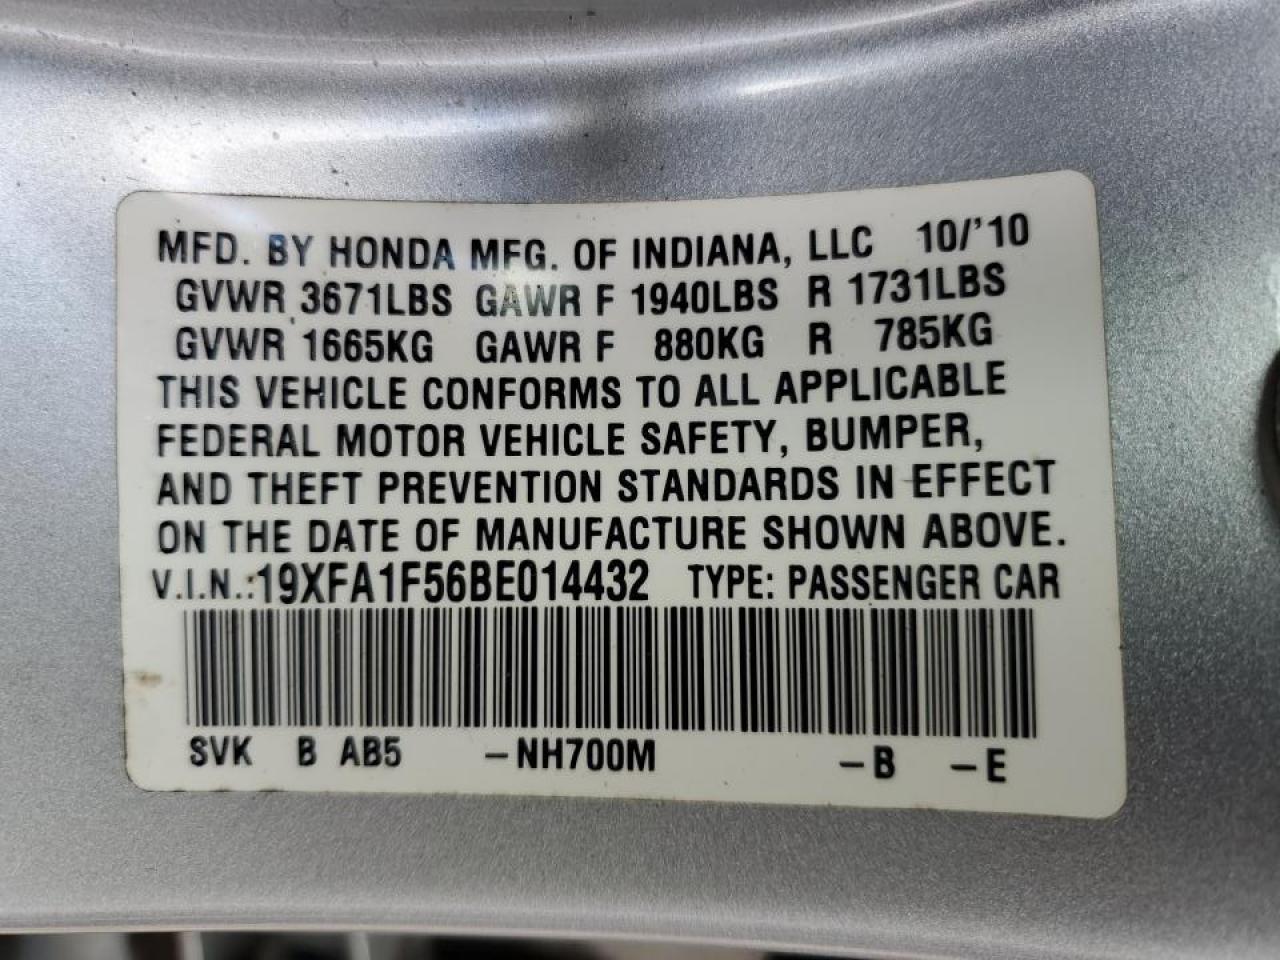 MFD. BY HONDA MFG. OF INDIANA, LLC 10/'10
GVWR 3671LBS GAWR F 1940LBS R 1731LBS
GVWR 1665KG GAWR F 880KG R 785KG
THIS VEHICLE CONFORMS TO ALL APPLICABLE
FEDERAL MOTOR VEHICLE SAFETY, BUMPER,
AND THEFT PREVENTION STANDARDS IN EFFECT
ON THE DATE OF MANUFACTURE SHOWN ABOVE.
V.I.N.:19XFA1F56BE014432 TYPE: PASSENGER CAR
SVK B AB5 -NH700M -B -E